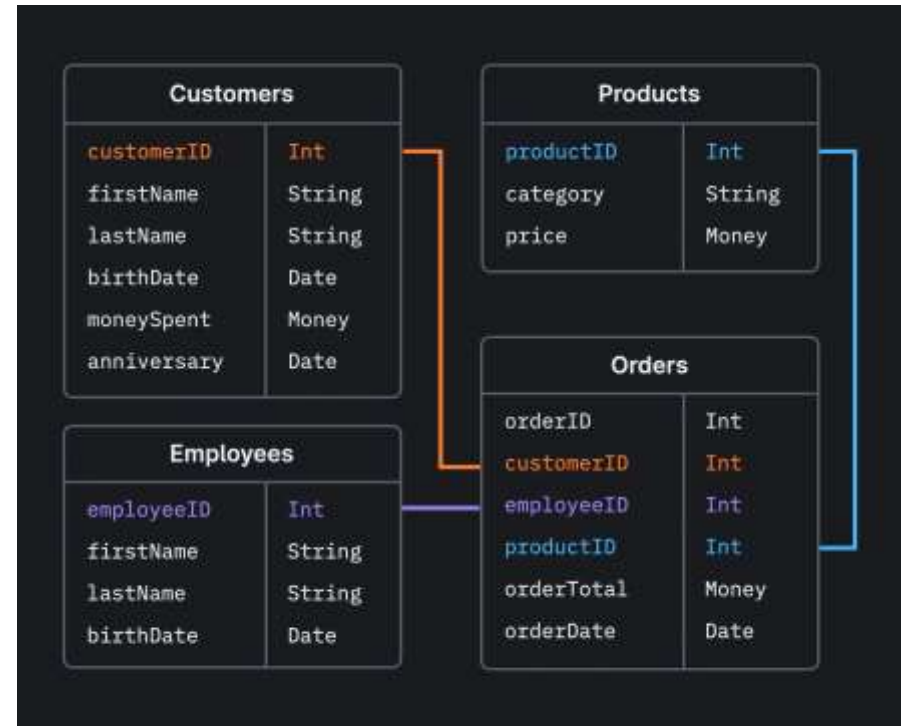 Customers
customerID Int
firstName String
lastName String
birthDate Date
moneySpent Money
anniversary Date
Employees
employeeID Int
firstName String
lastName String
birthDate Date
Products
productID Int
category String
price Money
Orders
orderID Int
customerID Int
employeeID Int
productID Int
orderTotal Money
orderDate Date